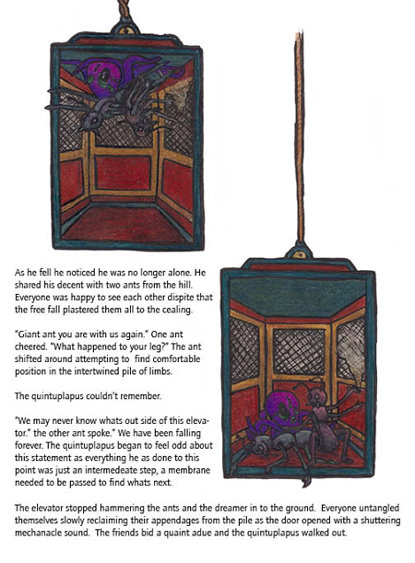 As he fell he noticed he was no longer alone. He
shared his decent with two ants from the hill.
Everyone was happy to see each other dispite that
the free fall plastered them all to the cealing.
"Giant ant you are with us again." One ant
cheered. "What happened to your leg?" The ant
shifted around attempting to find comfortable
position in the intertwined pile of limbs.
The quintuplapus couldn't remember.
"We may never know whats out side of this eleva-
tor." the other ant spoke." We have been falling
forever. The quintuplapus began to feel odd about
this statement as everything he as done to this
point was just an intermedeate step, a membrane
needed to be passed to find whats next.
The elevator stopped hammering the ants and the dreamer in to the ground. Everyone untangled
themselves slowly reclaiming their appendages from the pile as the door opened with a shuttering
mechanacle sound. The friends bid a quaint adue and the quintuplapus walked out.